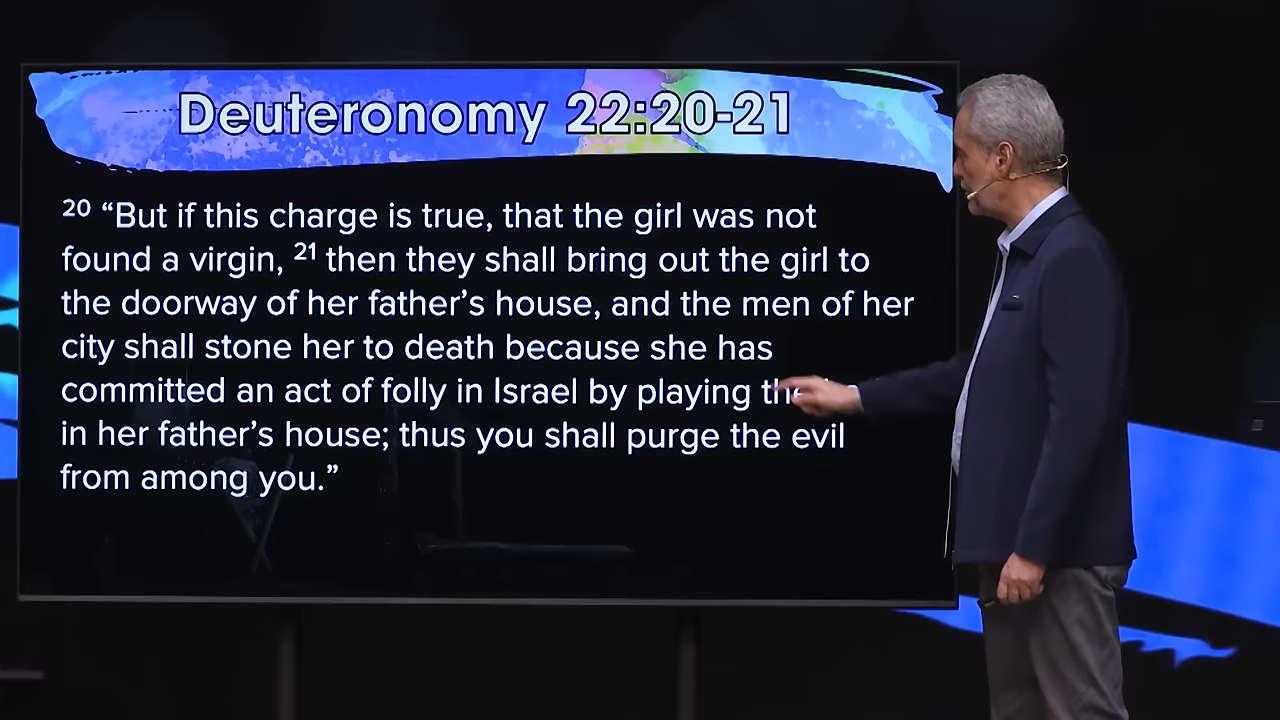 Deuteronomy 22:20-21
20 “But if this charge is true, that the girl was not
found a virgin, 21 then they shall bring out the girl to
the doorway of her father’s house, and the men of her
city shall stone her to death because she has
committed an act of folly in Israel by playing
in her father’s house; thus you shall purge the evil
from among you.”